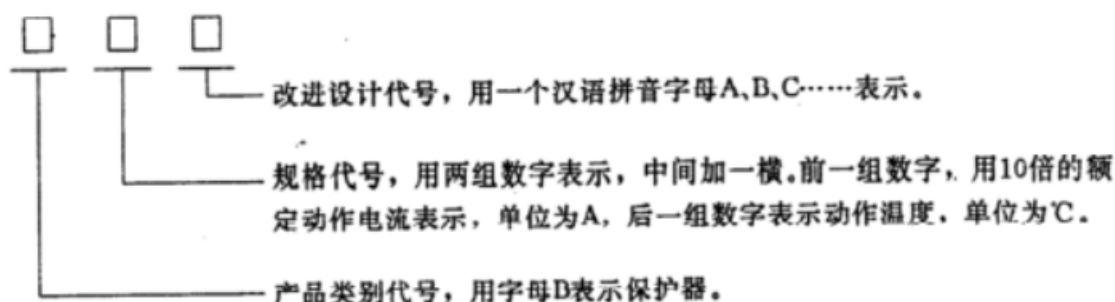 改进设计代号，用一个汉语拼音字母A、B、C……表示。
规格代号，用两组数字表示，中间加一横。前一组数字，用10倍的额
定动作电流表示，单位为A，后一组数字表示动作温度，单位为℃。
产品类别代号，用字母D表示保护器。